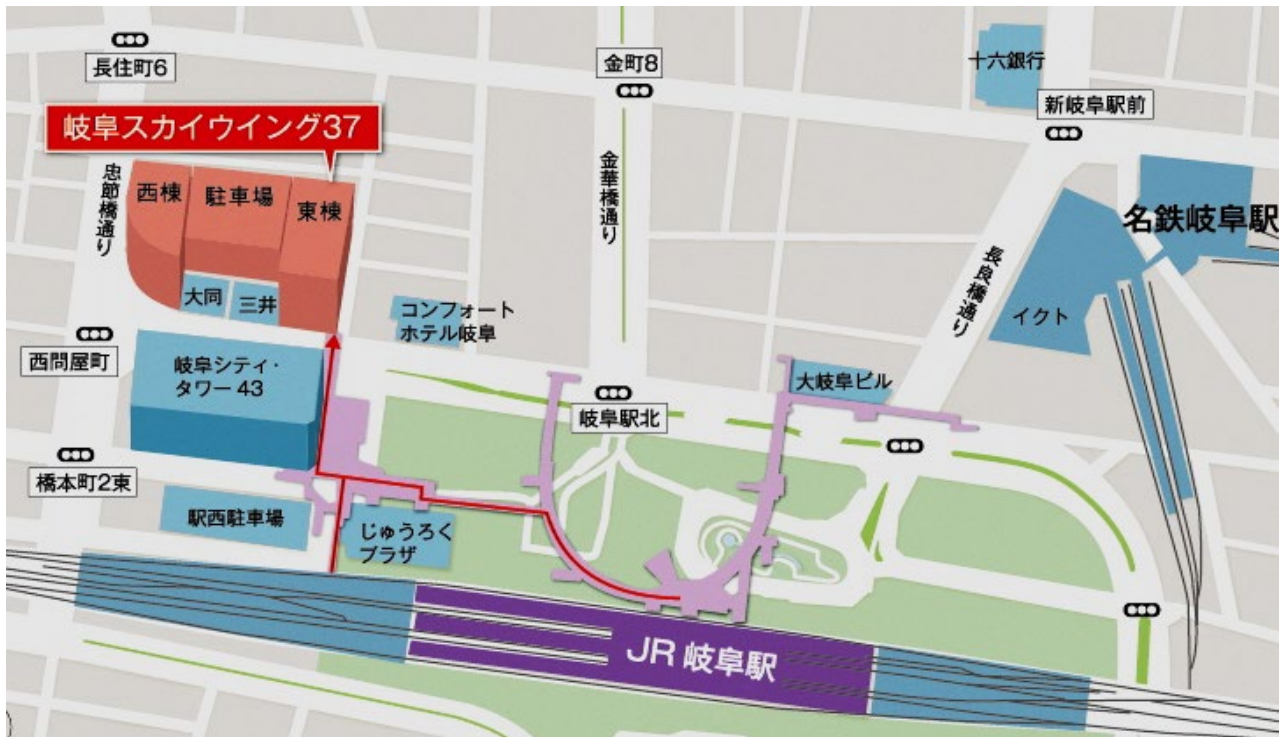 長住町6
金町8
十六銀行
新岐阜駅前
岐阜スカイウイング37
西棟
駐車場
東棟
忠節橋通り
金華橋通り
名鉄岐阜駅
長良橋通り
イクト
大同
三井
コンフォート
ホテル岐阜
西問屋町
岐阜シティ・
タワー43
大岐阜ビル
岐阜駅北
橋本町2東
駅西駐車場
じゅうろく
プラザ
JR岐阜駅